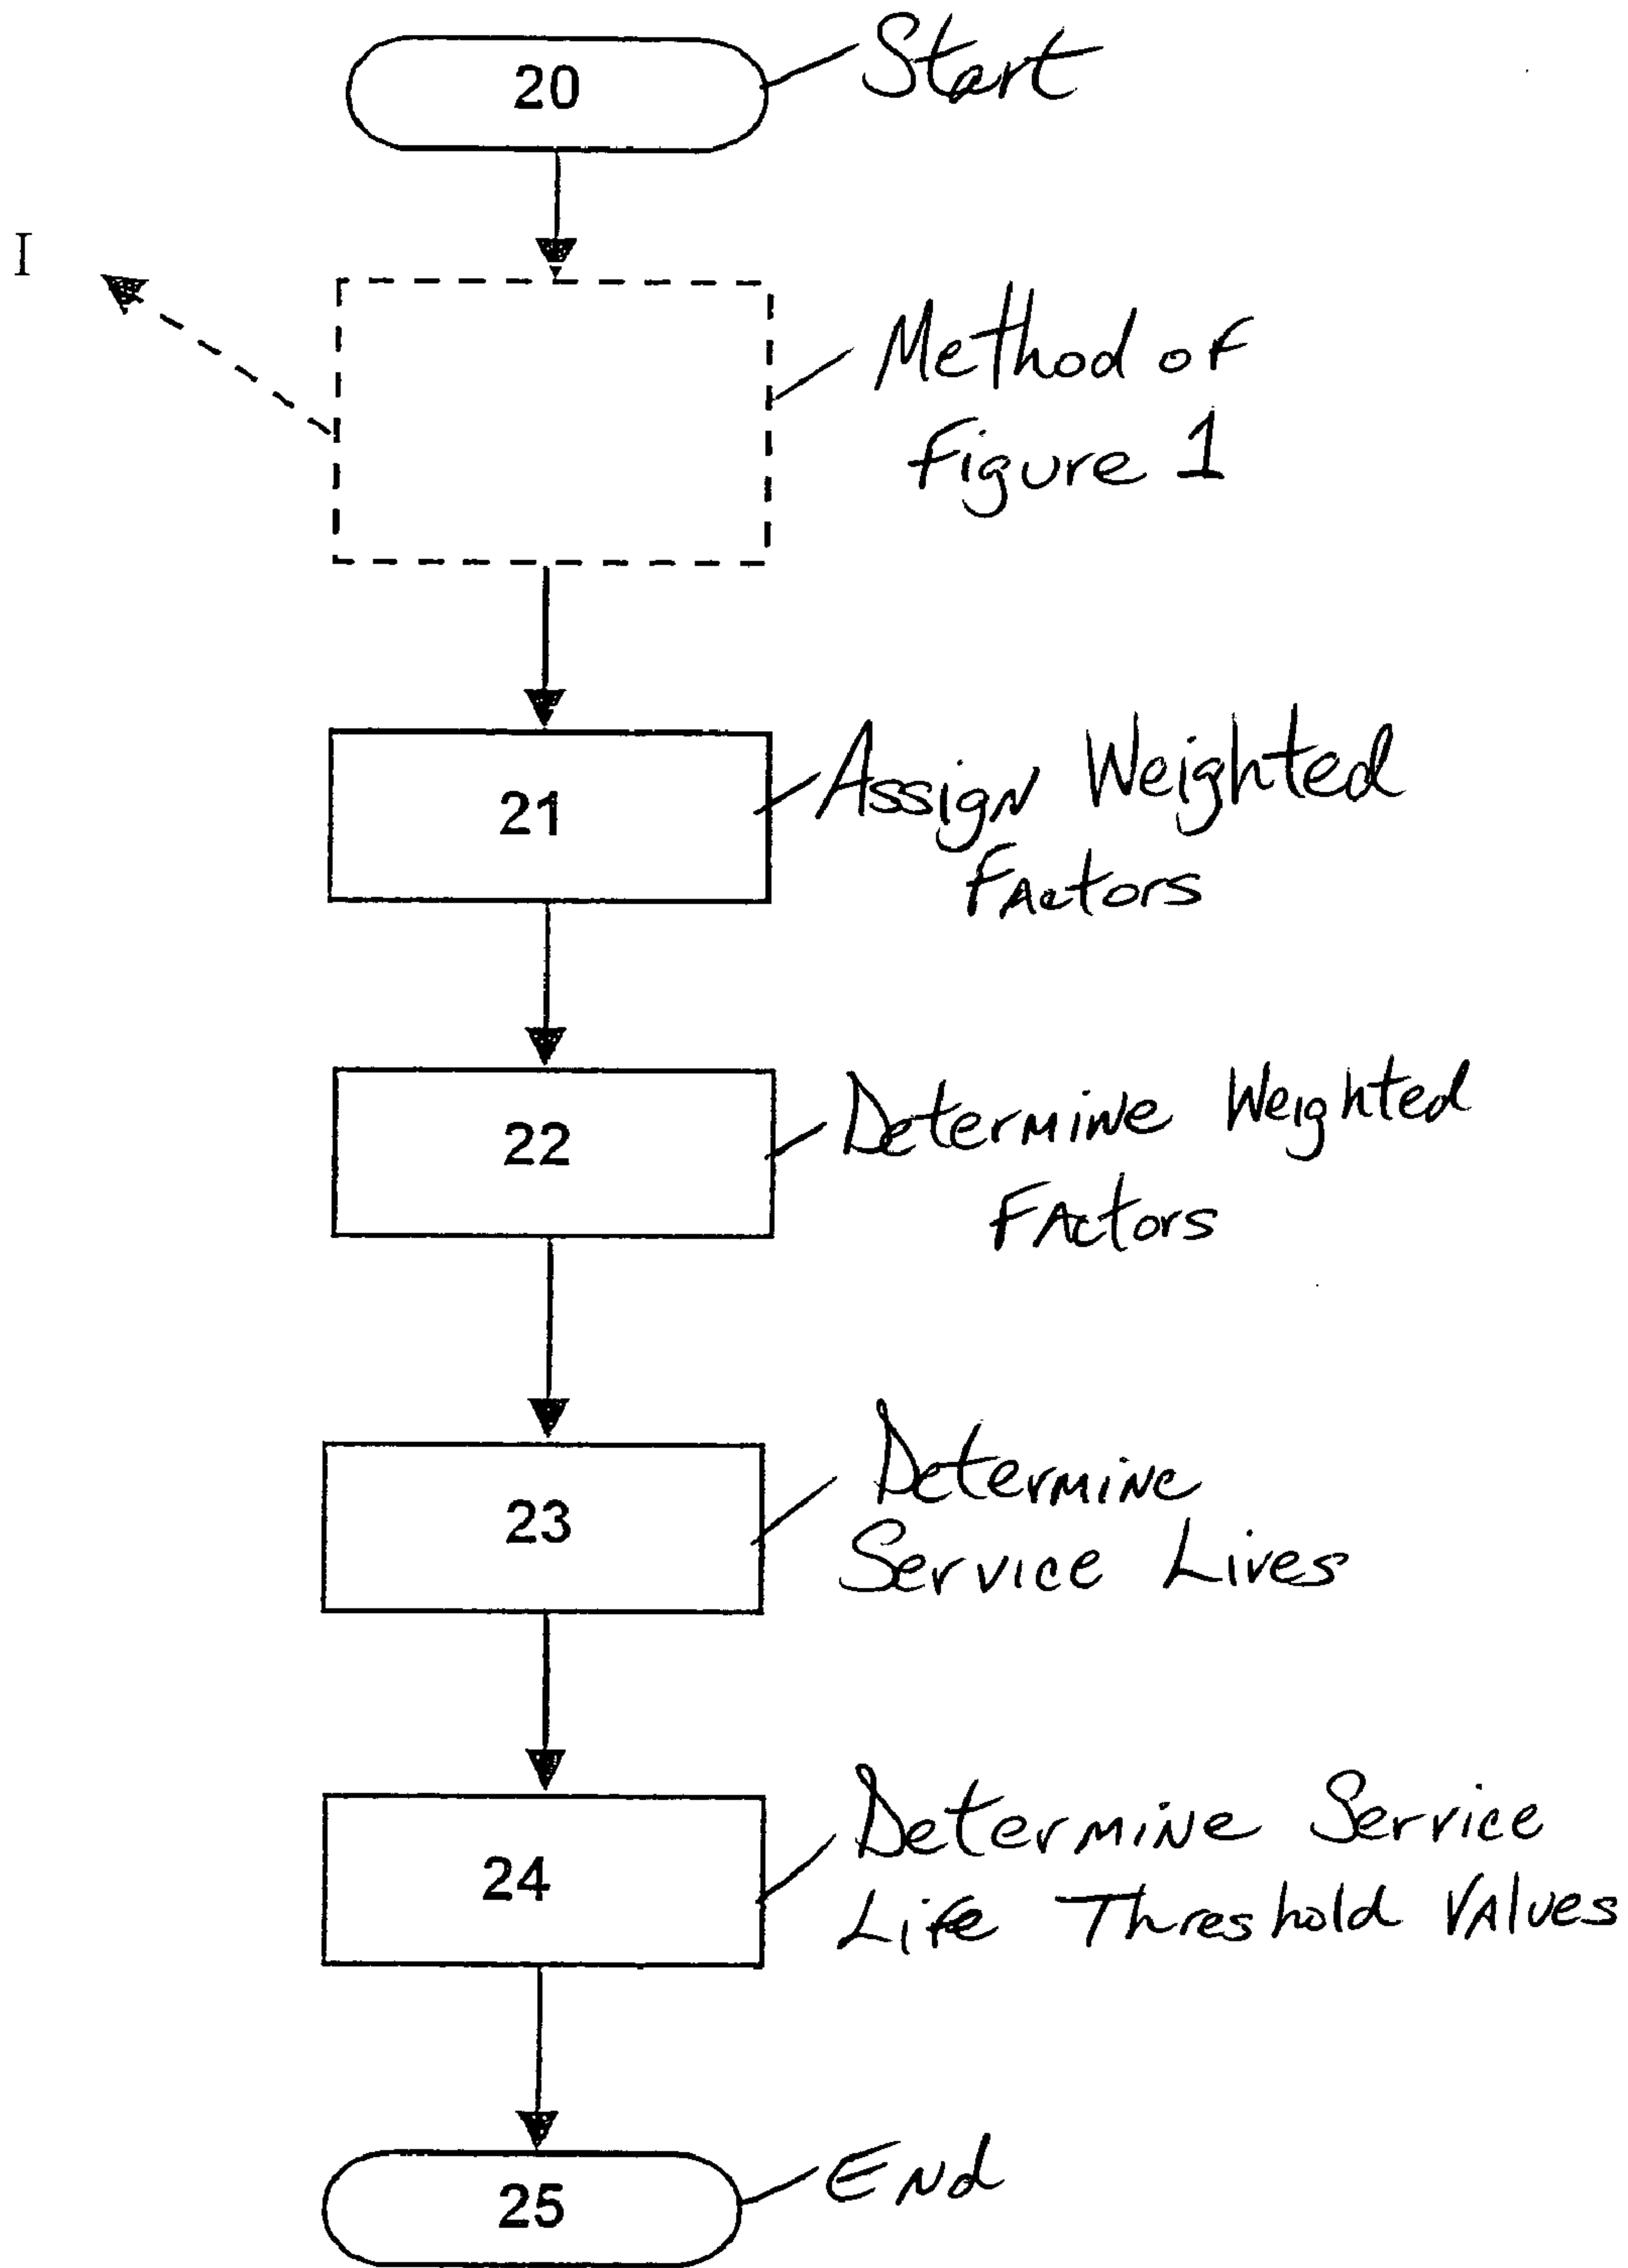 20
Start
I
Method of
Figure 1
21
Assign Weighted
Factors
22
Determine Weighted
Factors
23
Determine
Service Lives
24
Determine Service
Life Threshold Values
25
End